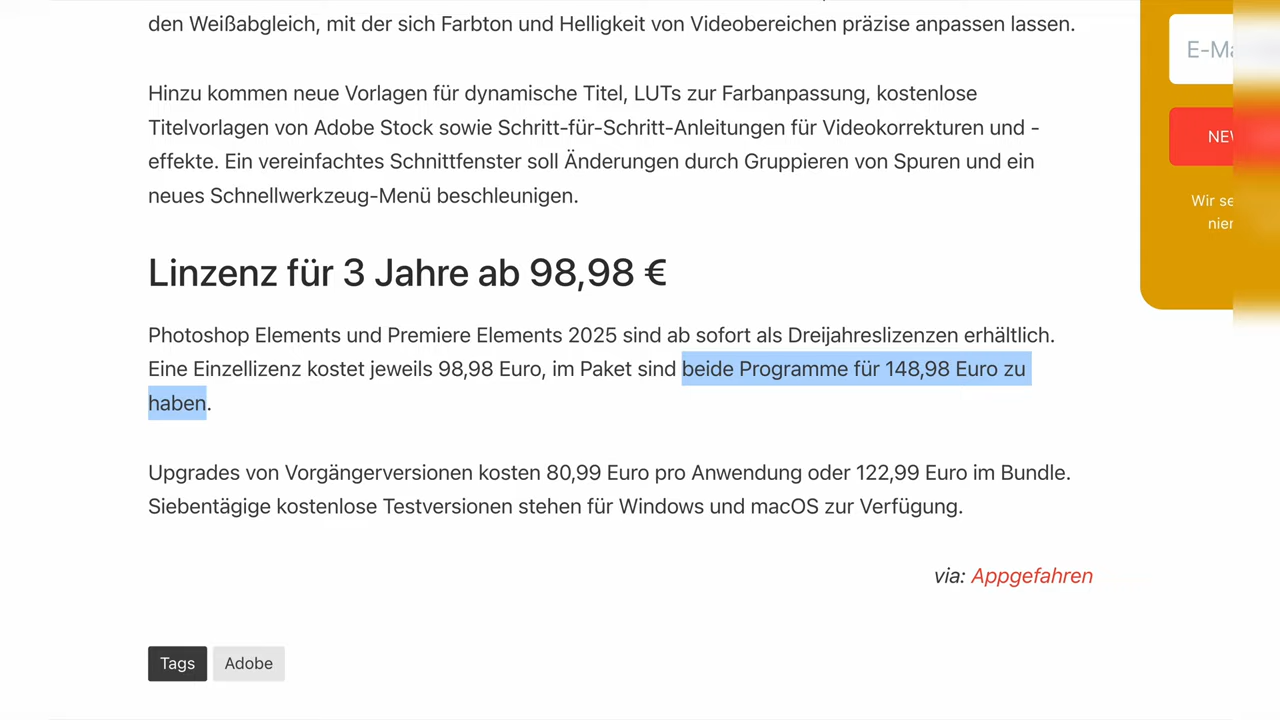 den Weißabgleich, mit der sich Farbton und Helligkeit von Videobereichen präzise anpassen lassen.
Hinzu kommen neue Vorlagen für dynamische Titel, LUTs zur Farbanpassung, kostenlose
Titelvorlagen von Adobe Stock sowie Schritt-für-Schritt-Anleitungen für Videokorrekturen und -
effekte. Ein vereinfachtes Schnittfenster soll Änderungen durch Gruppieren von Spuren und ein
neues Schnellwerkzeug-Menü beschleunigen.
Linzenz für 3 Jahre ab 98,98 €
Photoshop Elements und Premiere Elements 2025 sind ab sofort als Dreijahreslizenzen erhältlich.
Eine Einzellizenz kostet jeweils 98,98 Euro, im Paket sind beide Programme für 148,98 Euro zu
haben.
Upgrades von Vorgängerversionen kosten 80,99 Euro pro Anwendung oder 122,99 Euro im Bundle.
Siebentägige kostenlose Testversionen stehen für Windows und macOS zur Verfügung.
via: Appgefahren
Tags Adobe
Wir